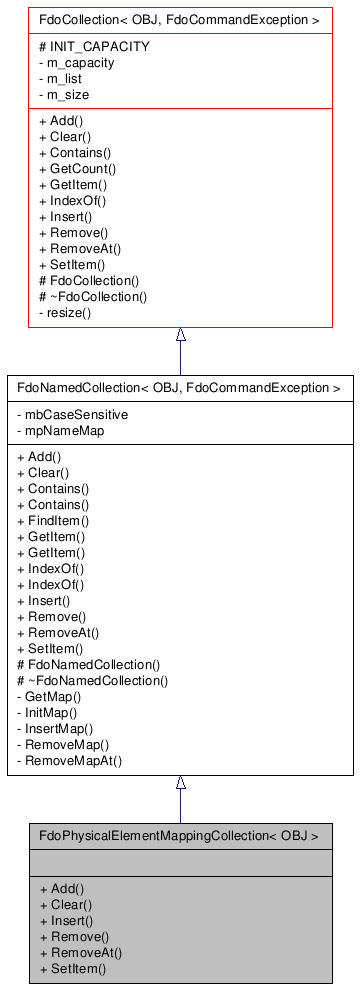 FdoCollection< OBJ, FdoCommandException >
# INIT_CAPACITY
- m_capacity
- m_list
- m_size
+ Add()
+ Clear()
+ Contains()
+ GetCount()
+ GetItem()
+ IndexOf()
+ Insert()
+ Remove()
+ RemoveAt()
+ SetItem()
# FdoCollection()
# ~FdoCollection()
- resize()
FdoNamedCollection< OBJ, FdoCommandException >
- mbCaseSensitive
- mpNameMap
+ Add()
+ Clear()
+ Contains()
+ Contains()
+ FindItem()
+ GetItem()
+ GetItem()
+ IndexOf()
+ IndexOf()
+ Insert()
+ Remove()
+ RemoveAt()
+ SetItem()
# FdoNamedCollection()
# ~FdoNamedCollection()
- GetMap()
- InitMap()
- InsertMap()
- RemoveMap()
- RemoveMapAt()
FdoPhysicalElementMappingCollection< OBJ >
+ Add()
+ Clear()
+ Insert()
+ Remove()
+ RemoveAt()
+ SetItem()